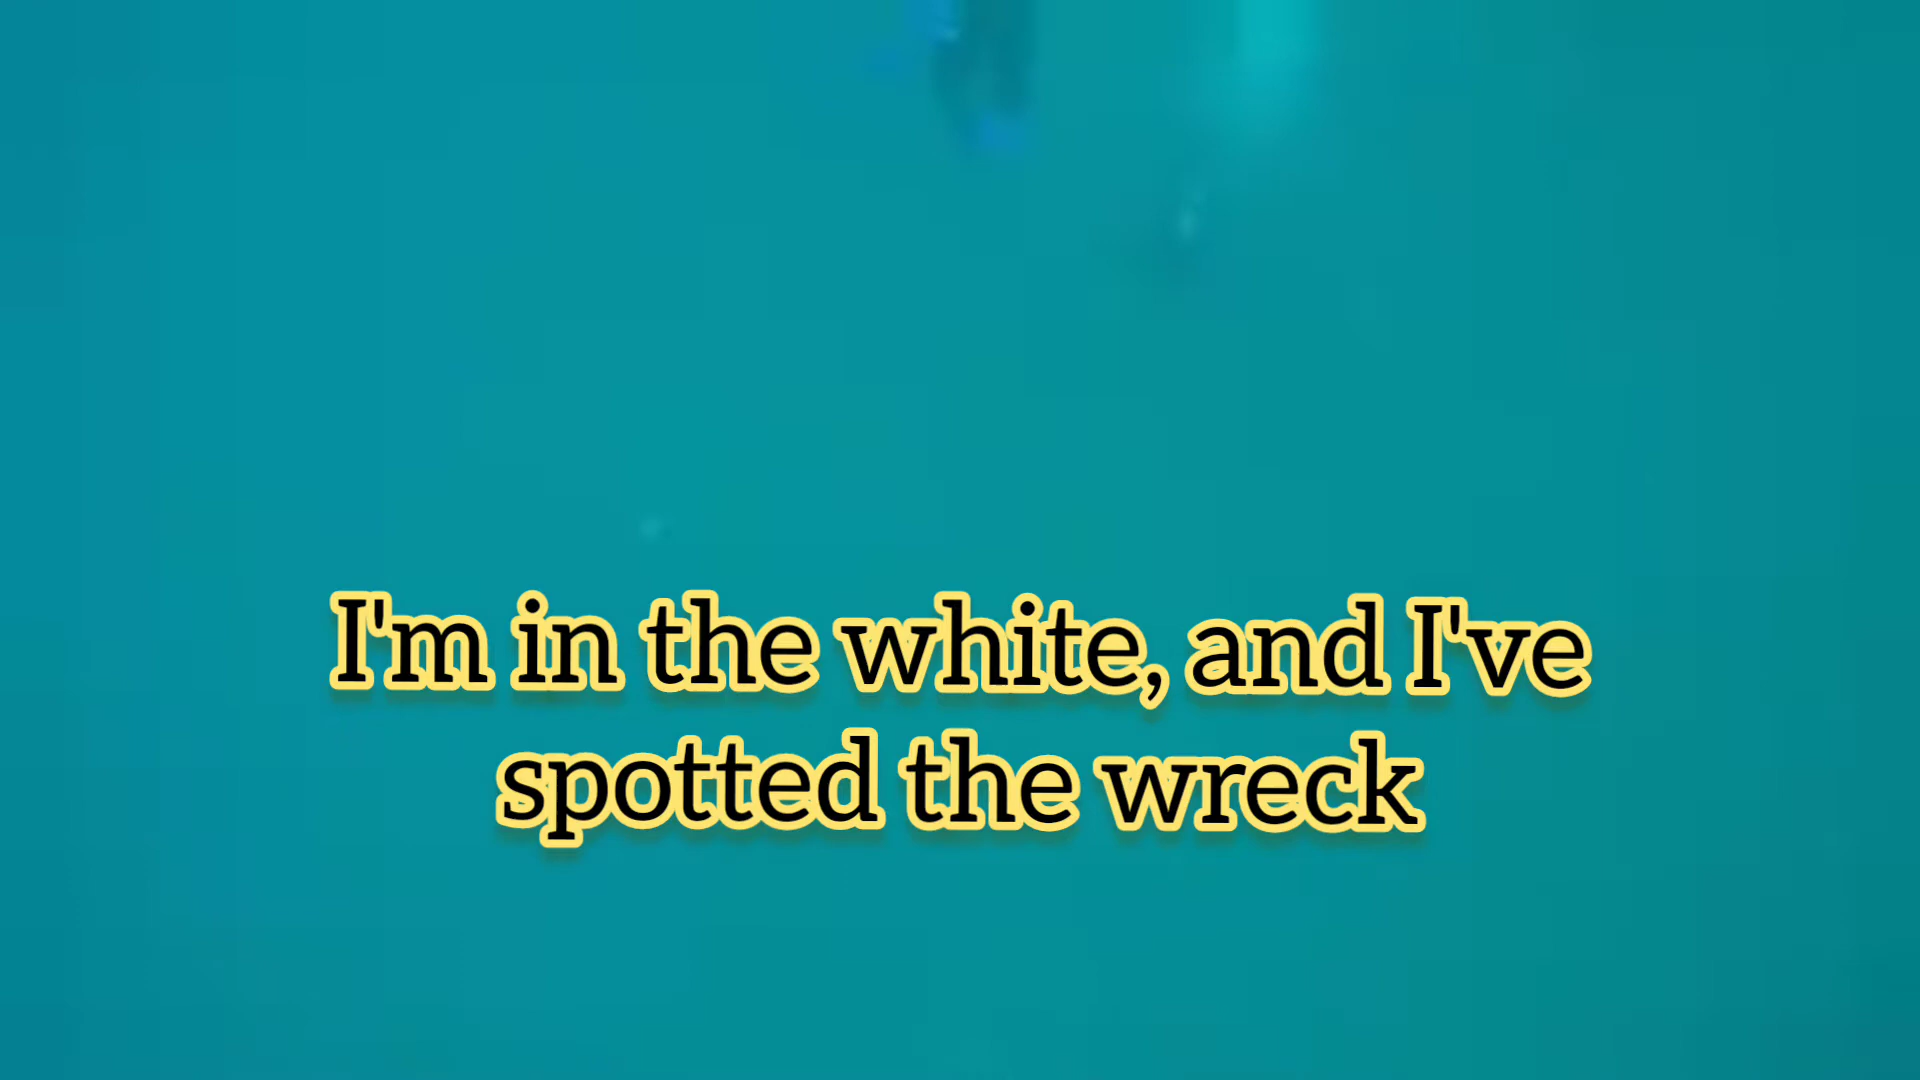 I'm in the white, and I've
spotted the wreck